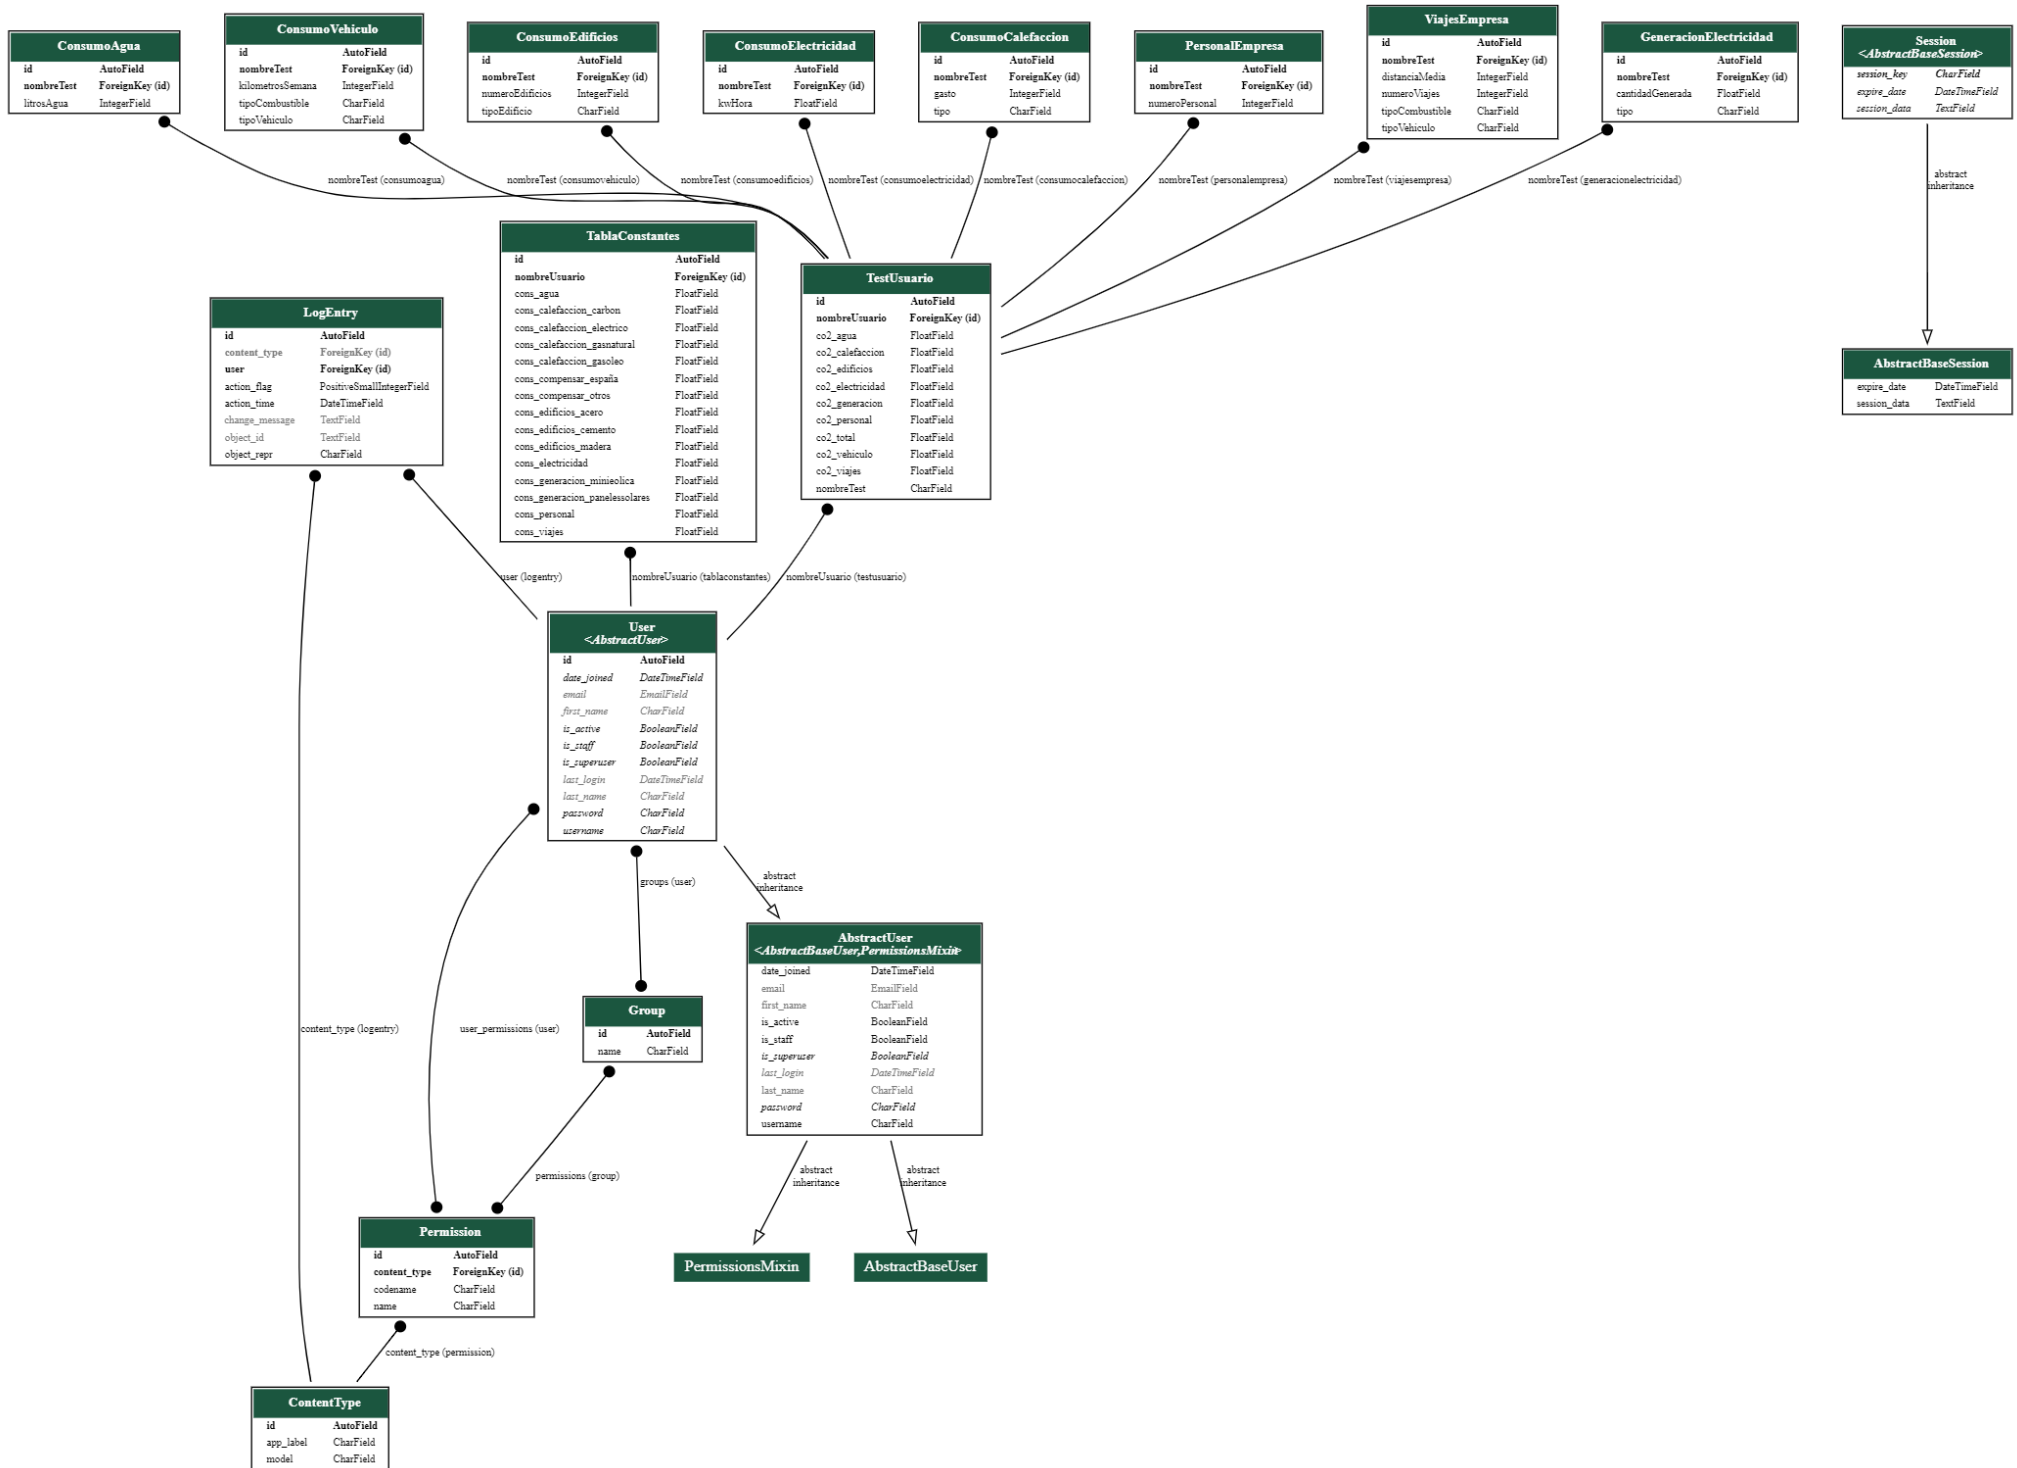 ConsumoAgua
id AutoField
nombreTest ForeignKey (id)
litrosAgua IntegerField
ConsumoVehiculo
id AutoField
nombreTest ForeignKey (id)
kilometrosSemana IntegerField
tipoCombustible CharField
tipoVehiculo CharField
ConsumoEdificios
id AutoField
nombreTest ForeignKey (id)
numeroEdificios IntegerField
tipoEdificio CharField
ConsumoElectricidad
id AutoField
nombreTest ForeignKey (id)
kwHora FloatField
ConsumoCalefaccion
id AutoField
nombreTest ForeignKey (id)
gasto IntegerField
tipo CharField
PersonalEmpresa
id AutoField
nombreTest ForeignKey (id)
numeroPersonal IntegerField
ViajesEmpresa
id AutoField
nombreTest ForeignKey (id)
distanciaMedia IntegerField
numeroViajes IntegerField
tipoCombustible CharField
tipoVehiculo CharField
GeneracionElectricidad
id AutoField
nombreTest ForeignKey (id)
cantidadGenerada FloatField
tipo CharField
Session
<AbstractBaseSession>
session_key CharField
expire_date DateTimeField
session_data TextField
nombreTest (consumoagua)
nombreTest (consumovehiculo)
nombreTest (consumoedificios)
nombreTest (consumoelectricidad)
nombreTest (consumocalefaccion)
nombreTest (personalempresa)
nombreTest (viajesempresa)
nombreTest (generacionelectricidad)
abstract
inheritance
TablaConstantes
id AutoField
nombreUsuario ForeignKey (id)
cons_agua FloatField
cons_calefaccion_carbon FloatField
cons_calefaccion_electrico FloatField
cons_calefaccion_gasnatural FloatField
cons_calefaccion_gasoleo FloatField
cons_compensar_españa FloatField
cons_compensar_otros FloatField
cons_edificios_acero FloatField
cons_edificios_cemento FloatField
cons_edificios_madera FloatField
cons_electricidad FloatField
cons_generacion_minieolica FloatField
cons_generacion_panelessolares FloatField
cons_personal FloatField
cons_viajes FloatField
TestUsuario
id AutoField
nombreUsuario ForeignKey (id)
co2_agua FloatField
co2_calefaccion FloatField
co2_edificios FloatField
co2_electricidad FloatField
co2_generacion FloatField
co2_personal FloatField
co2_total FloatField
co2_vehiculo FloatField
co2_viajes FloatField
nombreTest CharField
LogEntry
id AutoField
content_type ForeignKey (id)
user ForeignKey (id)
action_flag PositiveSmallIntegerField
action_time DateTimeField
change_message TextField
object_id TextField
object_repr CharField
AbstractBaseSession
expire_date DateTimeField
session_data TextField
user (logentry)
nombreUsuario (tablaconstantes)
nombreUsuario (testusuario)
User
<AbstractUser>
id AutoField
date_joined DateTimeField
email EmailField
first_name CharField
is_active BooleanField
is_staff BooleanField
is_superuser BooleanField
last_login DateTimeField
last_name CharField
password CharField
username CharField
groups (user)
abstract
inheritance
AbstractUser
<AbstractBaseUser,PermissionsMixin>
date_joined DateTimeField
email EmailField
first_name CharField
is_active BooleanField
is_staff BooleanField
is_superuser BooleanField
last_login DateTimeField
last_name CharField
password CharField
username CharField
content_type (logentry)
user_permissions (user)
Group
id AutoField
name CharField
permissions (group)
abstract
inheritance
abstract
inheritance
Permission
id AutoField
content_type ForeignKey (id)
codename CharField
name CharField
PermissionsMixin
AbstractBaseUser
content_type (permission)
ContentType
id AutoField
app_label CharField
model CharField